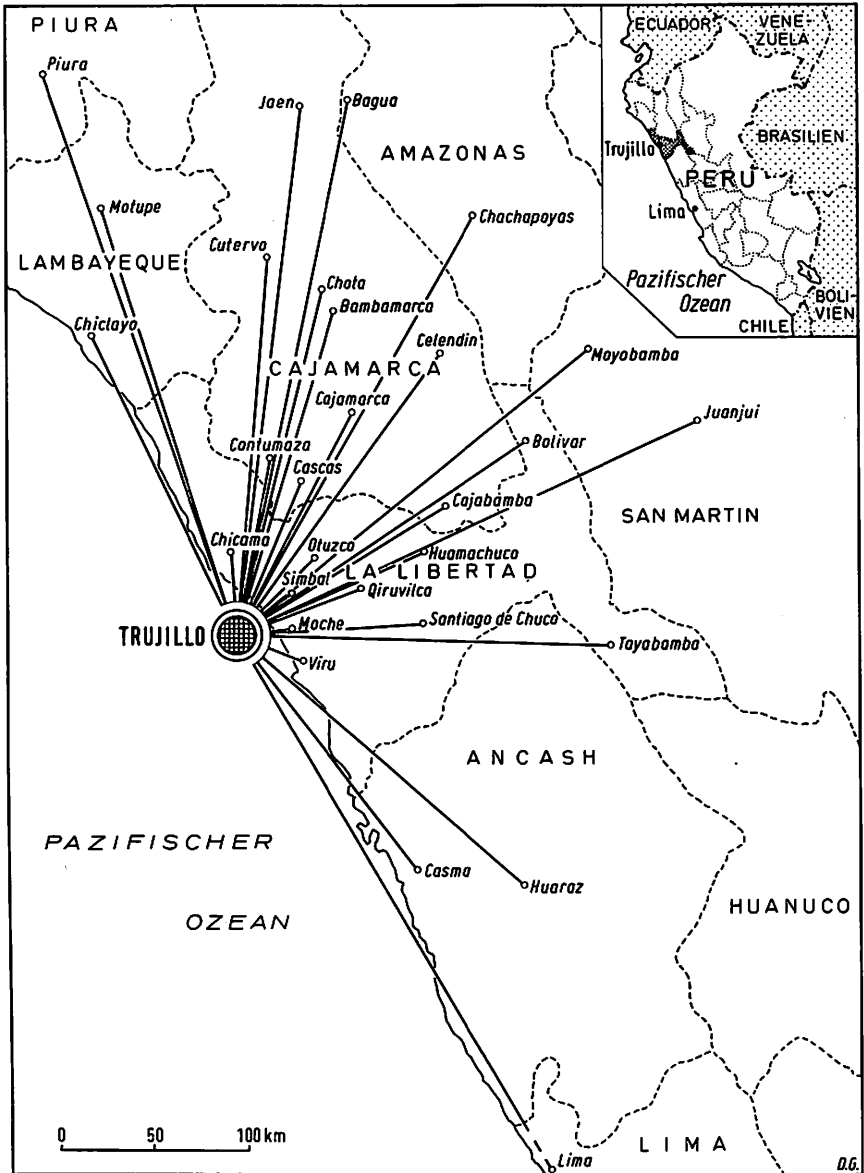 PIURA
Piura
Jaen
Bagua
AMAZONAS
Motupe
Chachapoyas
Cutervo
LAMBAYEQUE
Chota
Bambamarca
Chiclayo
Celendin
Moyobamba
CAJAMARCA
Cajamarca
Juanjui
Contumaza
Bolivar
Cascas
Cajabamba
SAN MARTIN
Chicama
Otuzco
Huamachuco
LA LIBERTAD
Simbal
Qiruvilca
TRUJILLO
Moche
Santiago de Chuco
Tayabamba
Viru
ANCASH
PAZIFISCHER
OZEAN
Casma
Huaraz
HUANUCO
0 50 100 km
Lima
LIMA
D.G.
ECUADOR
VENE-
ZUELA
BRASILIEN
Trujillo
PERU
Lima
Pazifischer
Ozean
BOLI-
VIEN
CHILE